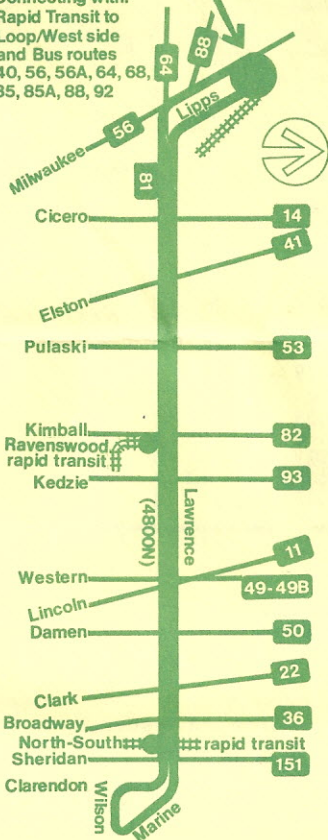 Connecting with:
Rapid Transit to
Loop/West side
and Bus routes
40, 56, 56A, 64, 68,
85, 85A, 88, 92
64
88
56
Lipps
Milwaukee
81
Cicero
14
41
Elston
Pulaski
53
Kimball
82
Ravenswood
rapid transit
Kedzie
93
Lawrence
(4800N)
11
Western
49-49B
Lincoln
Damen
50
22
Clark
Broadway
36
North-South
rapid transit
Sheridan
151
Clarendon
Wilson
Marine